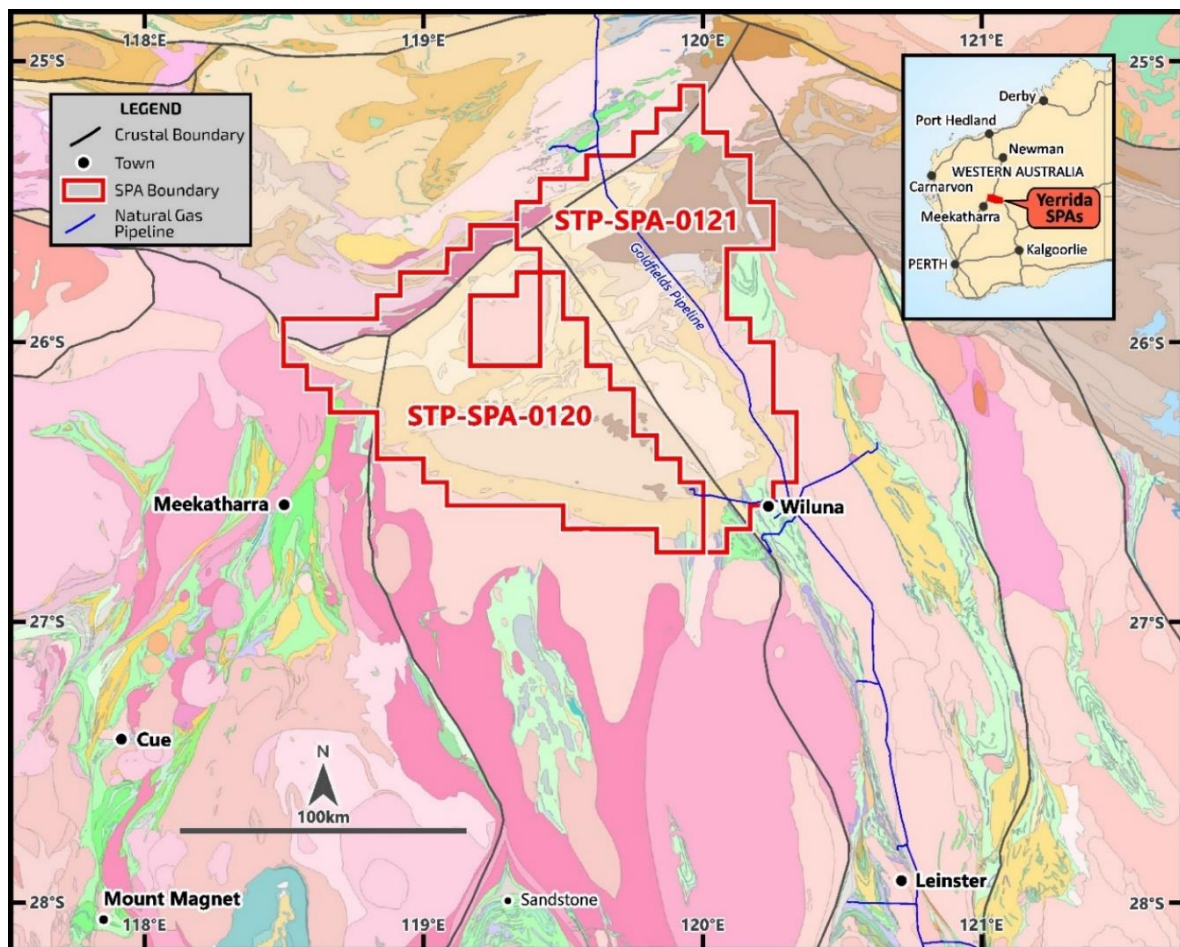 118°E
119°E
120°E
121°E
25°S
25°S
LEGEND
Crustal Boundary
Town
SPA Boundary
Natural Gas
Pipeline
Derby
Port Hedland
Newman
WESTERN AUSTRALIA
Carnarvon
Meekatharra
Yerrida
SPAs
Kalgoorlie
PERTH
STP-SPA-0121
Goldfields Pipeline
26°S
26°S
STP-SPA-0120
Meekatharra
Wiluna
27°S
27°S
Cue
N
100km
Mount Magnet
Sandstone
Leinster
28°S
28°S
118°E
119°E
120°E
121°E